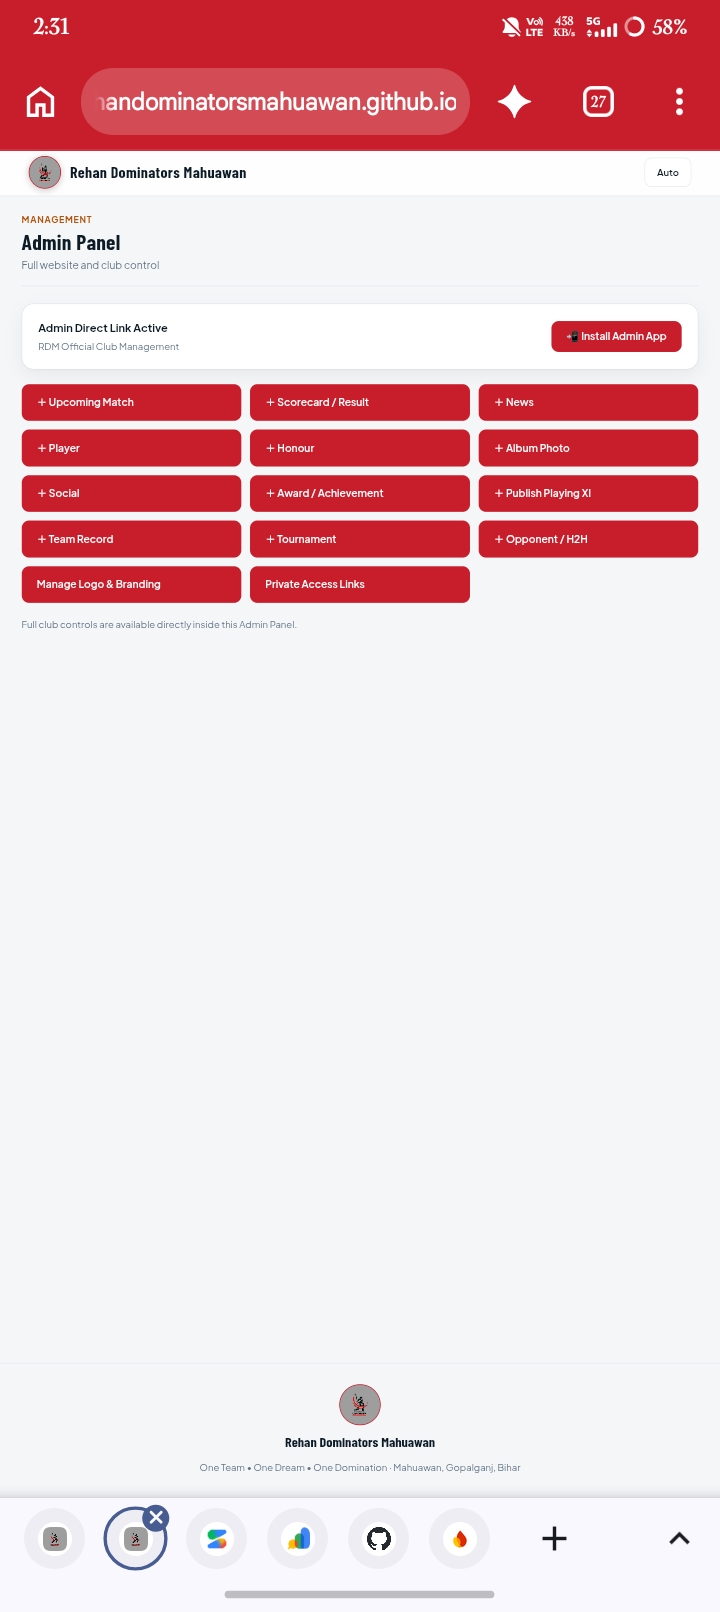 2:31
Vo) LTE
438 KB/s
5G
58%
handominatorsmahuawan.github.io
27
Rehan Dominators Mahuawan
Auto
MANAGEMENT
Admin Panel
Full website and club control
Admin Direct Link Active
RDM Official Club Management
📲 Install Admin App
+ Upcoming Match
+ Scorecard / Result
+ News
+ Player
+ Honour
+ Album Photo
+ Social
+ Award / Achievement
+ Publish Playing XI
+ Team Record
+ Tournament
+ Opponent / H2H
Manage Logo & Branding
Private Access Links
Full club controls are available directly inside this Admin Panel.
Rehan Dominators Mahuawan
One Team • One Dream • One Domination · Mahuawan, Gopalganj, Bihar